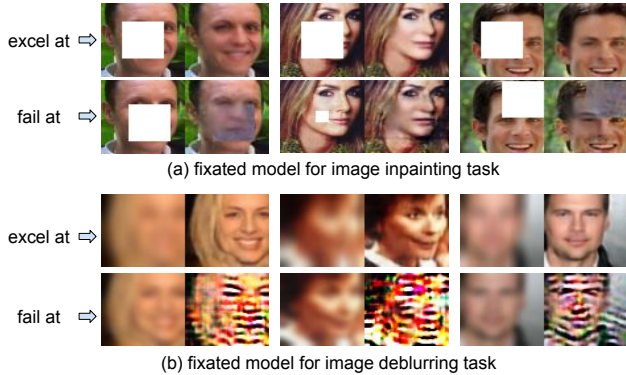 excel at
fail at
(a) fixated model for image inpainting task
excel at
fail at
(b) fixated model for image deblurring task